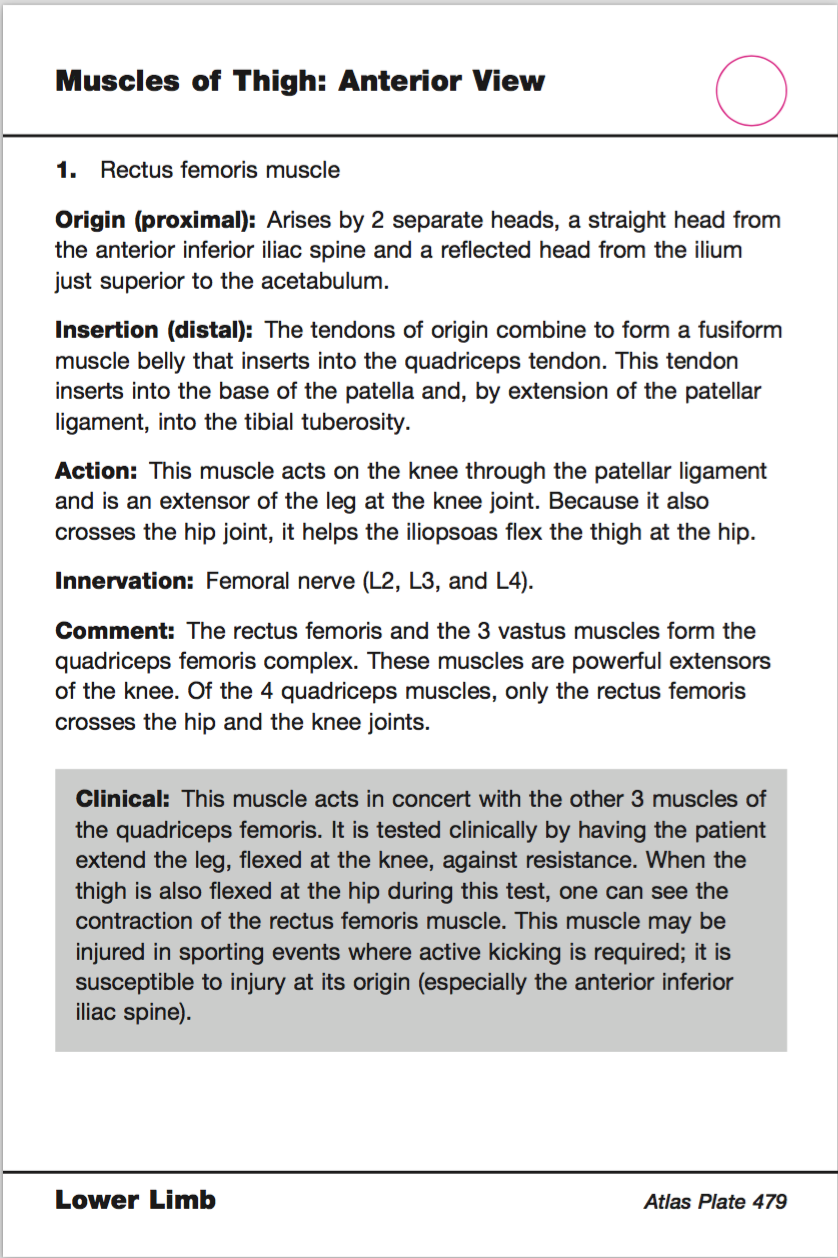 Muscles of Thigh: Anterior View
1. Rectus femoris muscle
Origin (proximal): Arises by 2 separate heads, a straight head from
the anterior inferior iliac spine and a reflected head from the ilium
just superior to the acetabulum.
Insertion (distal): The tendons of origin combine to form a fusiform
muscle belly that inserts into the quadriceps tendon. This tendon
inserts into the base of the patella and, by extension of the patellar
ligament, into the tibial tuberosity.
Action: This muscle acts on the knee through the patellar ligament
and is an extensor of the leg at the knee joint. Because it also
crosses the hip joint, it helps the iliopsoas flex the thigh at the hip.
Innervation: Femoral nerve (L2, L3, and L4).
Comment: The rectus femoris and the 3 vastus muscles form the
quadriceps femoris complex. These muscles are powerful extensors
of the knee. Of the 4 quadriceps muscles, only the rectus femoris
crosses the hip and the knee joints.
Clinical: This muscle acts in concert with the other 3 muscles of
the quadriceps femoris. It is tested clinically by having the patient
extend the leg, flexed at the knee, against resistance. When the
thigh is also flexed at the hip during this test, one can see the
contraction of the rectus femoris muscle. This muscle may be
injured in sporting events where active kicking is required; it is
susceptible to injury at its origin (especially the anterior inferior
iliac spine).
Lower Limb
Atlas Plate 479